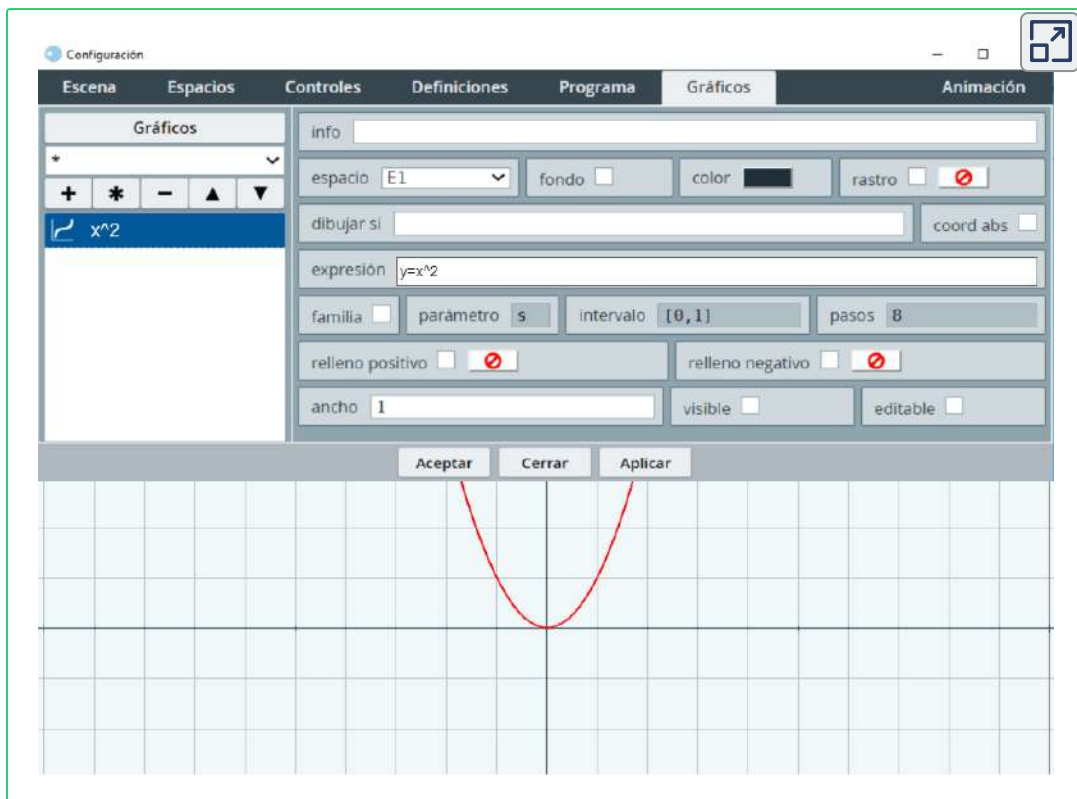 Configuración
Escena Espacios Controles Definiciones Programa Gráficos Animación
Gráficos
*
+ * − ▲ ▼
x^2
info
espacio E1 fondo color rastro
dibujar si coord abs
expresión y=x^2
familia parámetro s intervalo [0,1] pasos 8
relleno positivo relleno negativo
ancho 1 visible editable
Aceptar Cerrar Aplicar